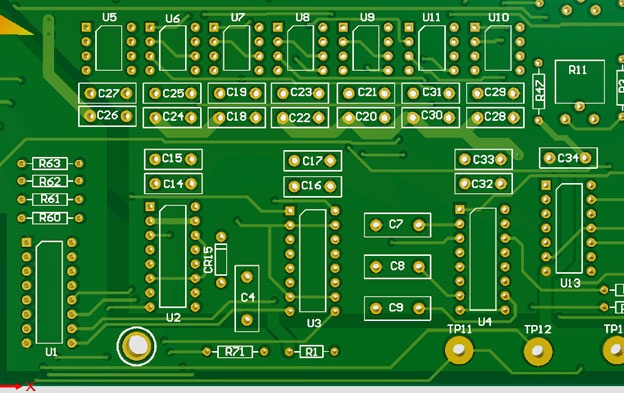 U5 U6 U7 U8 U9 U11 U10
R11
R42
C27 C25 C19 C23 C21 C31 C29
C26 C24 C18 C22 C20 C30 C28
C15 C17 C33 C34
R63
R62 C14 C16 C32
R61
R60
C7
CR15 C8
C4 C9
U13
U1 U2 U3 U4
R71 R1 TP11 TP12 TP1
X